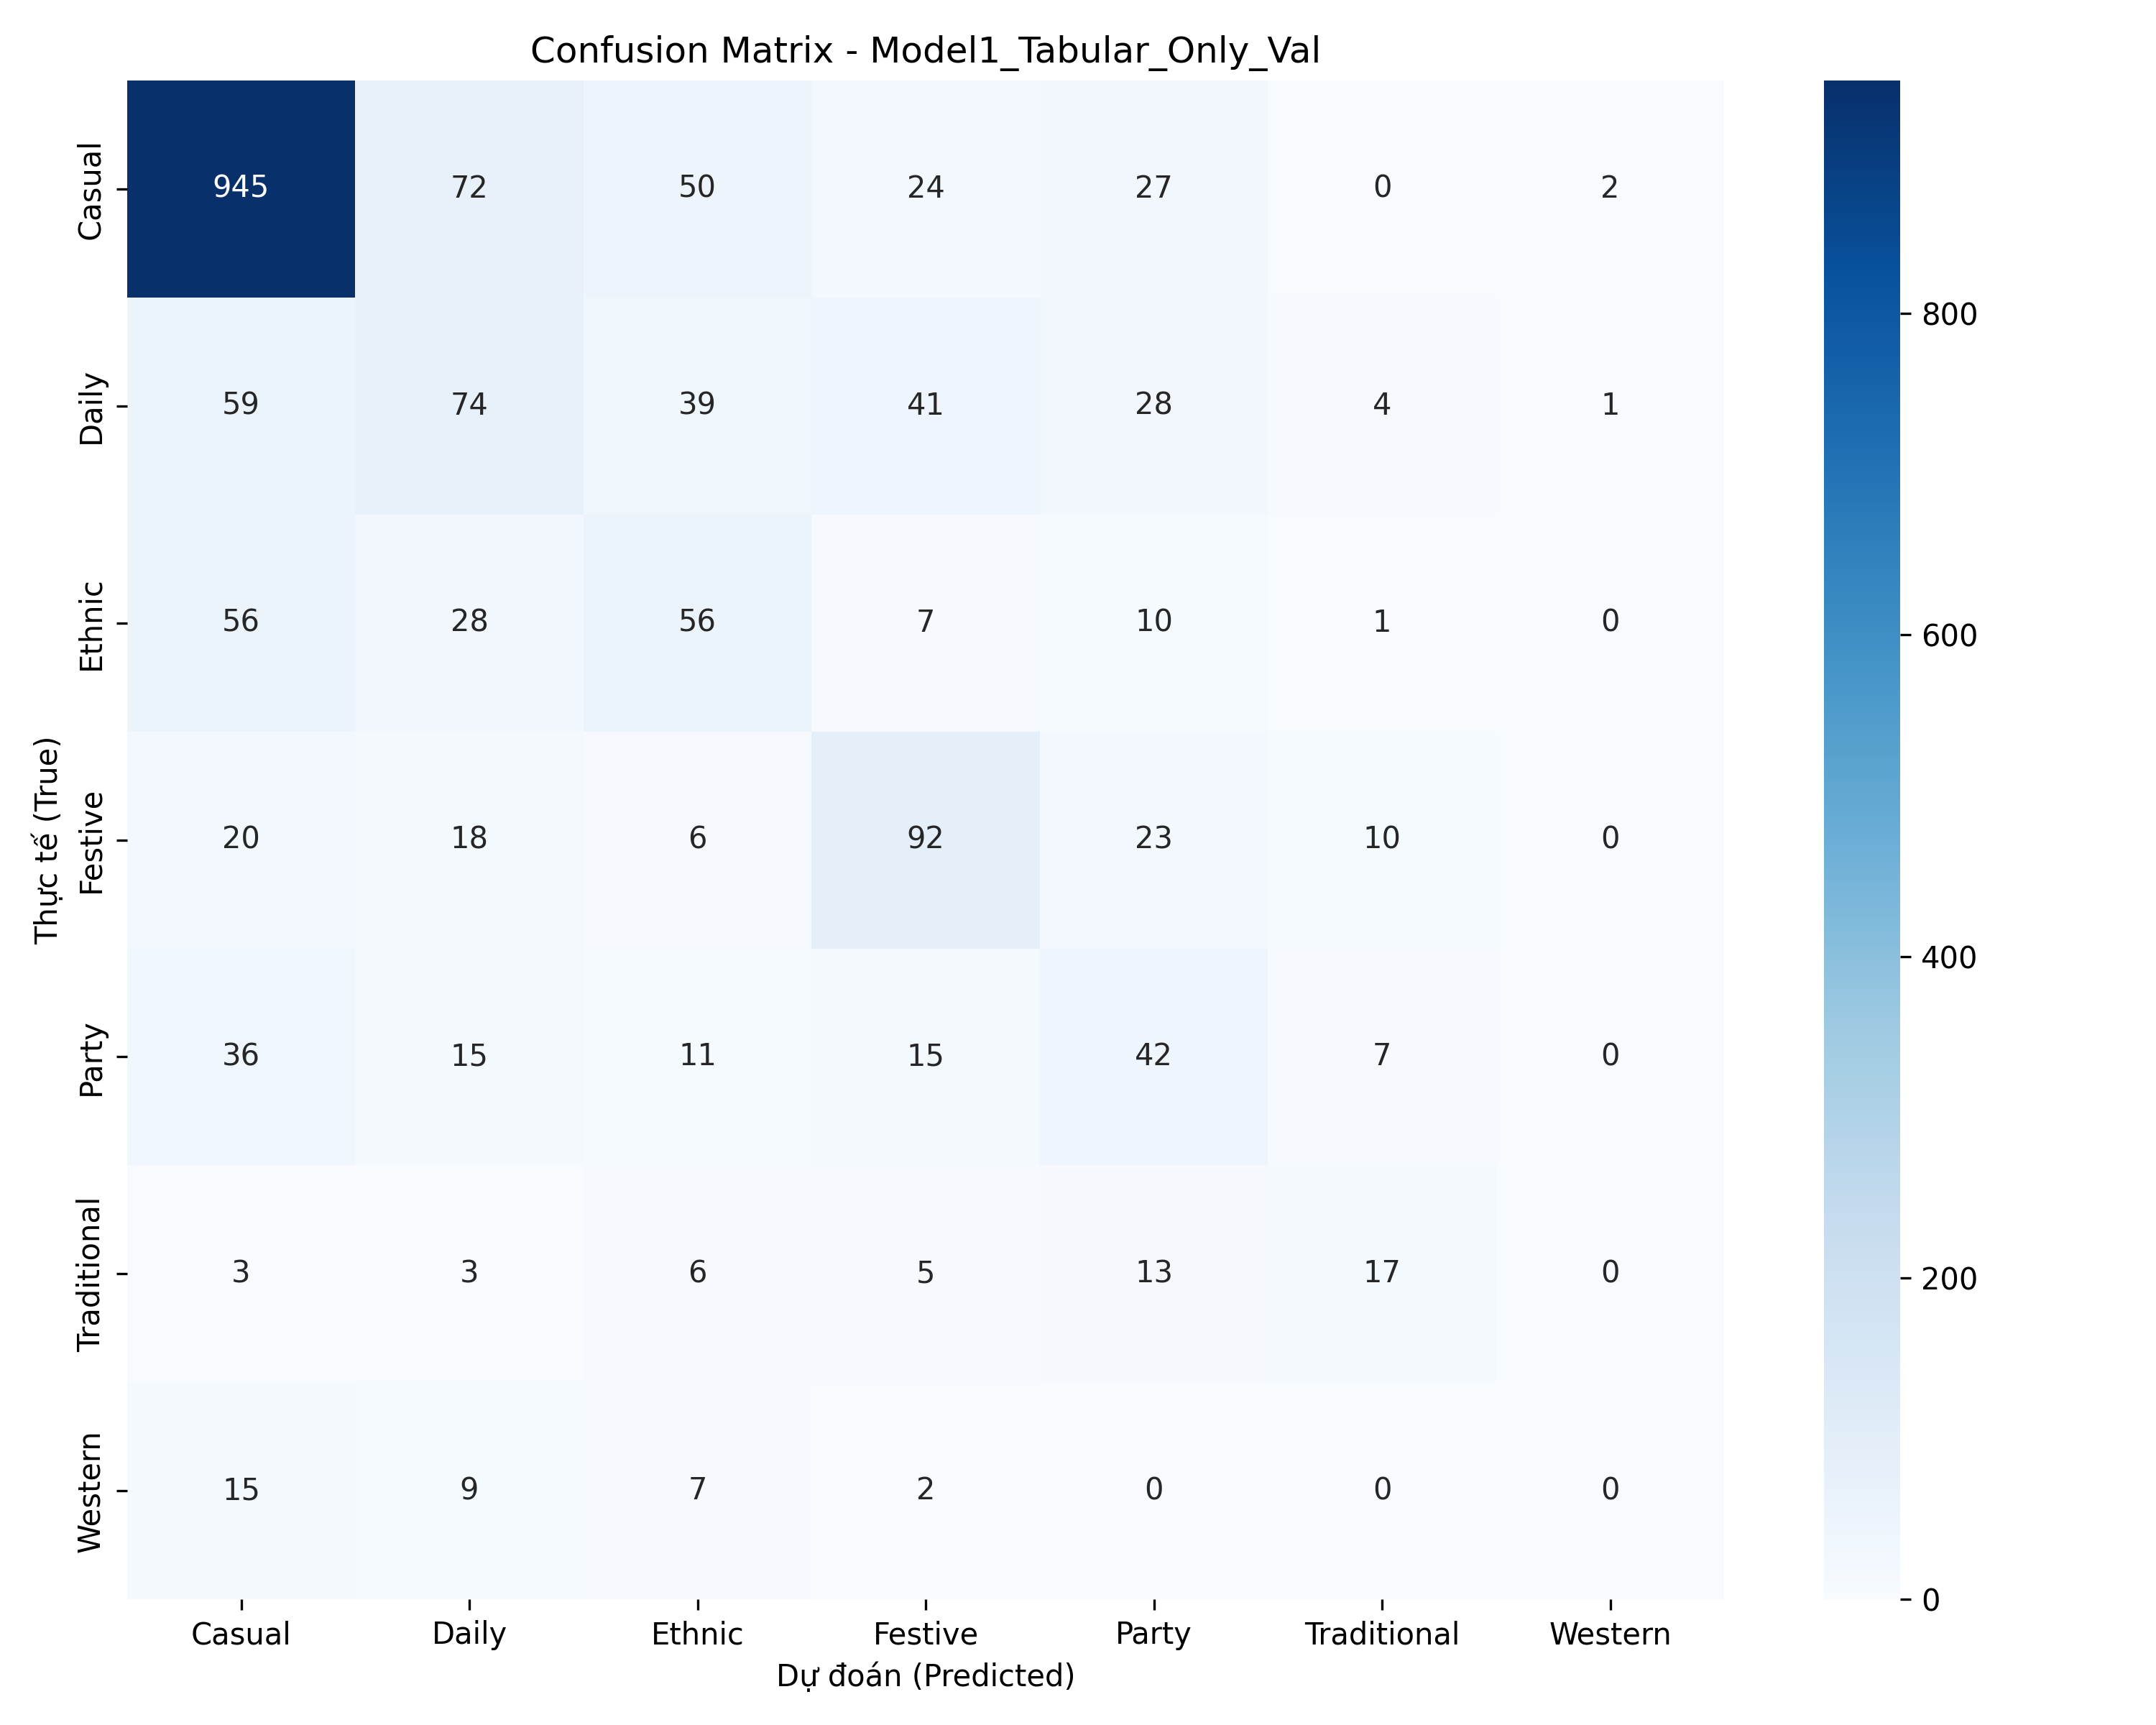 Confusion Matrix - Model1_Tabular_Only_Val
Thực tế (True)
Casual 945 72 50 24 27 0 2
Daily 59 74 39 41 28 4 1
Ethnic 56 28 56 7 10 1 0
Festive 20 18 6 92 23 10 0
Party 36 15 11 15 42 7 0
Traditional 3 3 6 5 13 17 0
Western 15 9 7 2 0 0 0
Casual Daily Ethnic Festive Party Traditional Western
Dự đoán (Predicted)
800
600
400
200
0